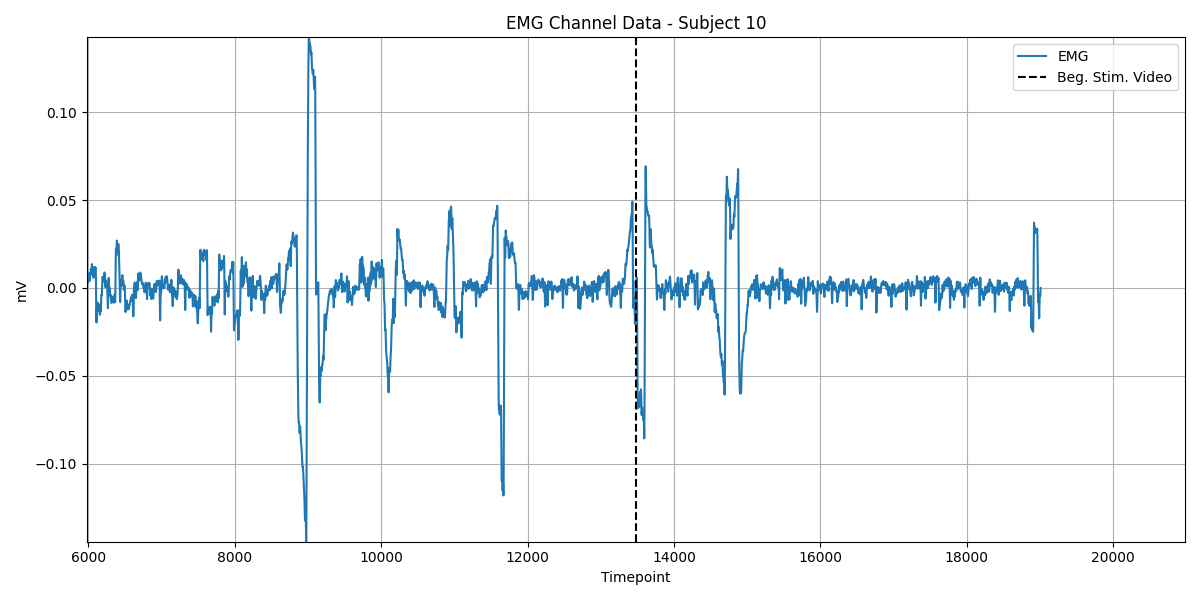 EMG Channel Data - Subject 10
EMG
Beg. Stim. Video
mV
0.10
0.05
0.00
−0.05
−0.10
6000 8000 10000 12000 14000 16000 18000 20000
Timepoint